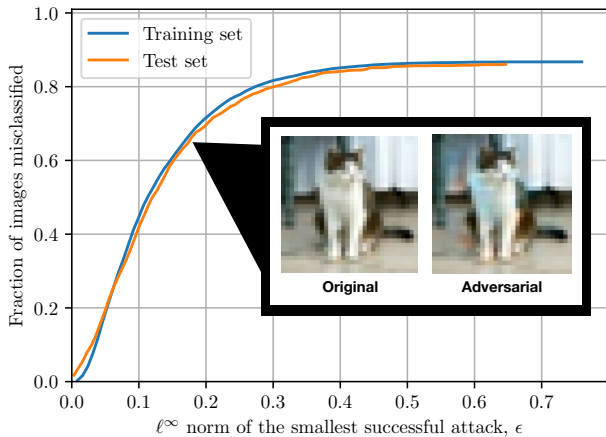 1.0
0.8
0.6
0.4
0.2
0.0
Fraction of images misclassified
Training set
Test set
Original Adversarial
0.0 0.1 0.2 0.3 0.4 0.5 0.6 0.7
ℓ∞ norm of the smallest successful attack, ϵ